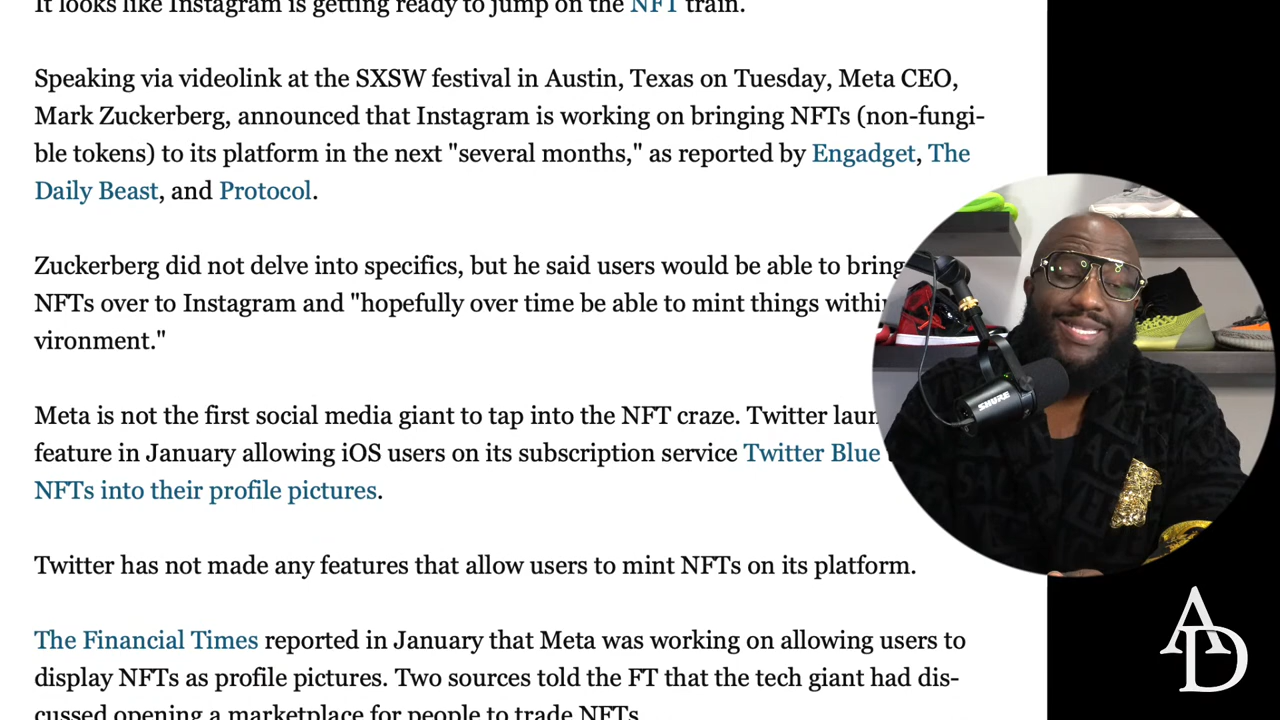 It looks like Instagram is getting ready to jump on the NFT train.
Speaking via videolink at the SXSW festival in Austin, Texas on Tuesday, Meta CEO,
Mark Zuckerberg, announced that Instagram is working on bringing NFTs (non-fungi-
ble tokens) to its platform in the next "several months," as reported by Engadget, The
Daily Beast, and Protocol.
Zuckerberg did not delve into specifics, but he said users would be able to bring
NFTs over to Instagram and "hopefully over time be able to mint things within
vironment."
Meta is not the first social media giant to tap into the NFT craze. Twitter laun
feature in January allowing iOS users on its subscription service Twitter Blue
NFTs into their profile pictures.
Twitter has not made any features that allow users to mint NFTs on its platform.
The Financial Times reported in January that Meta was working on allowing users to
display NFTs as profile pictures. Two sources told the FT that the tech giant had dis-
cussed opening a marketplace for people to trade NFTs.
SHURE
AD